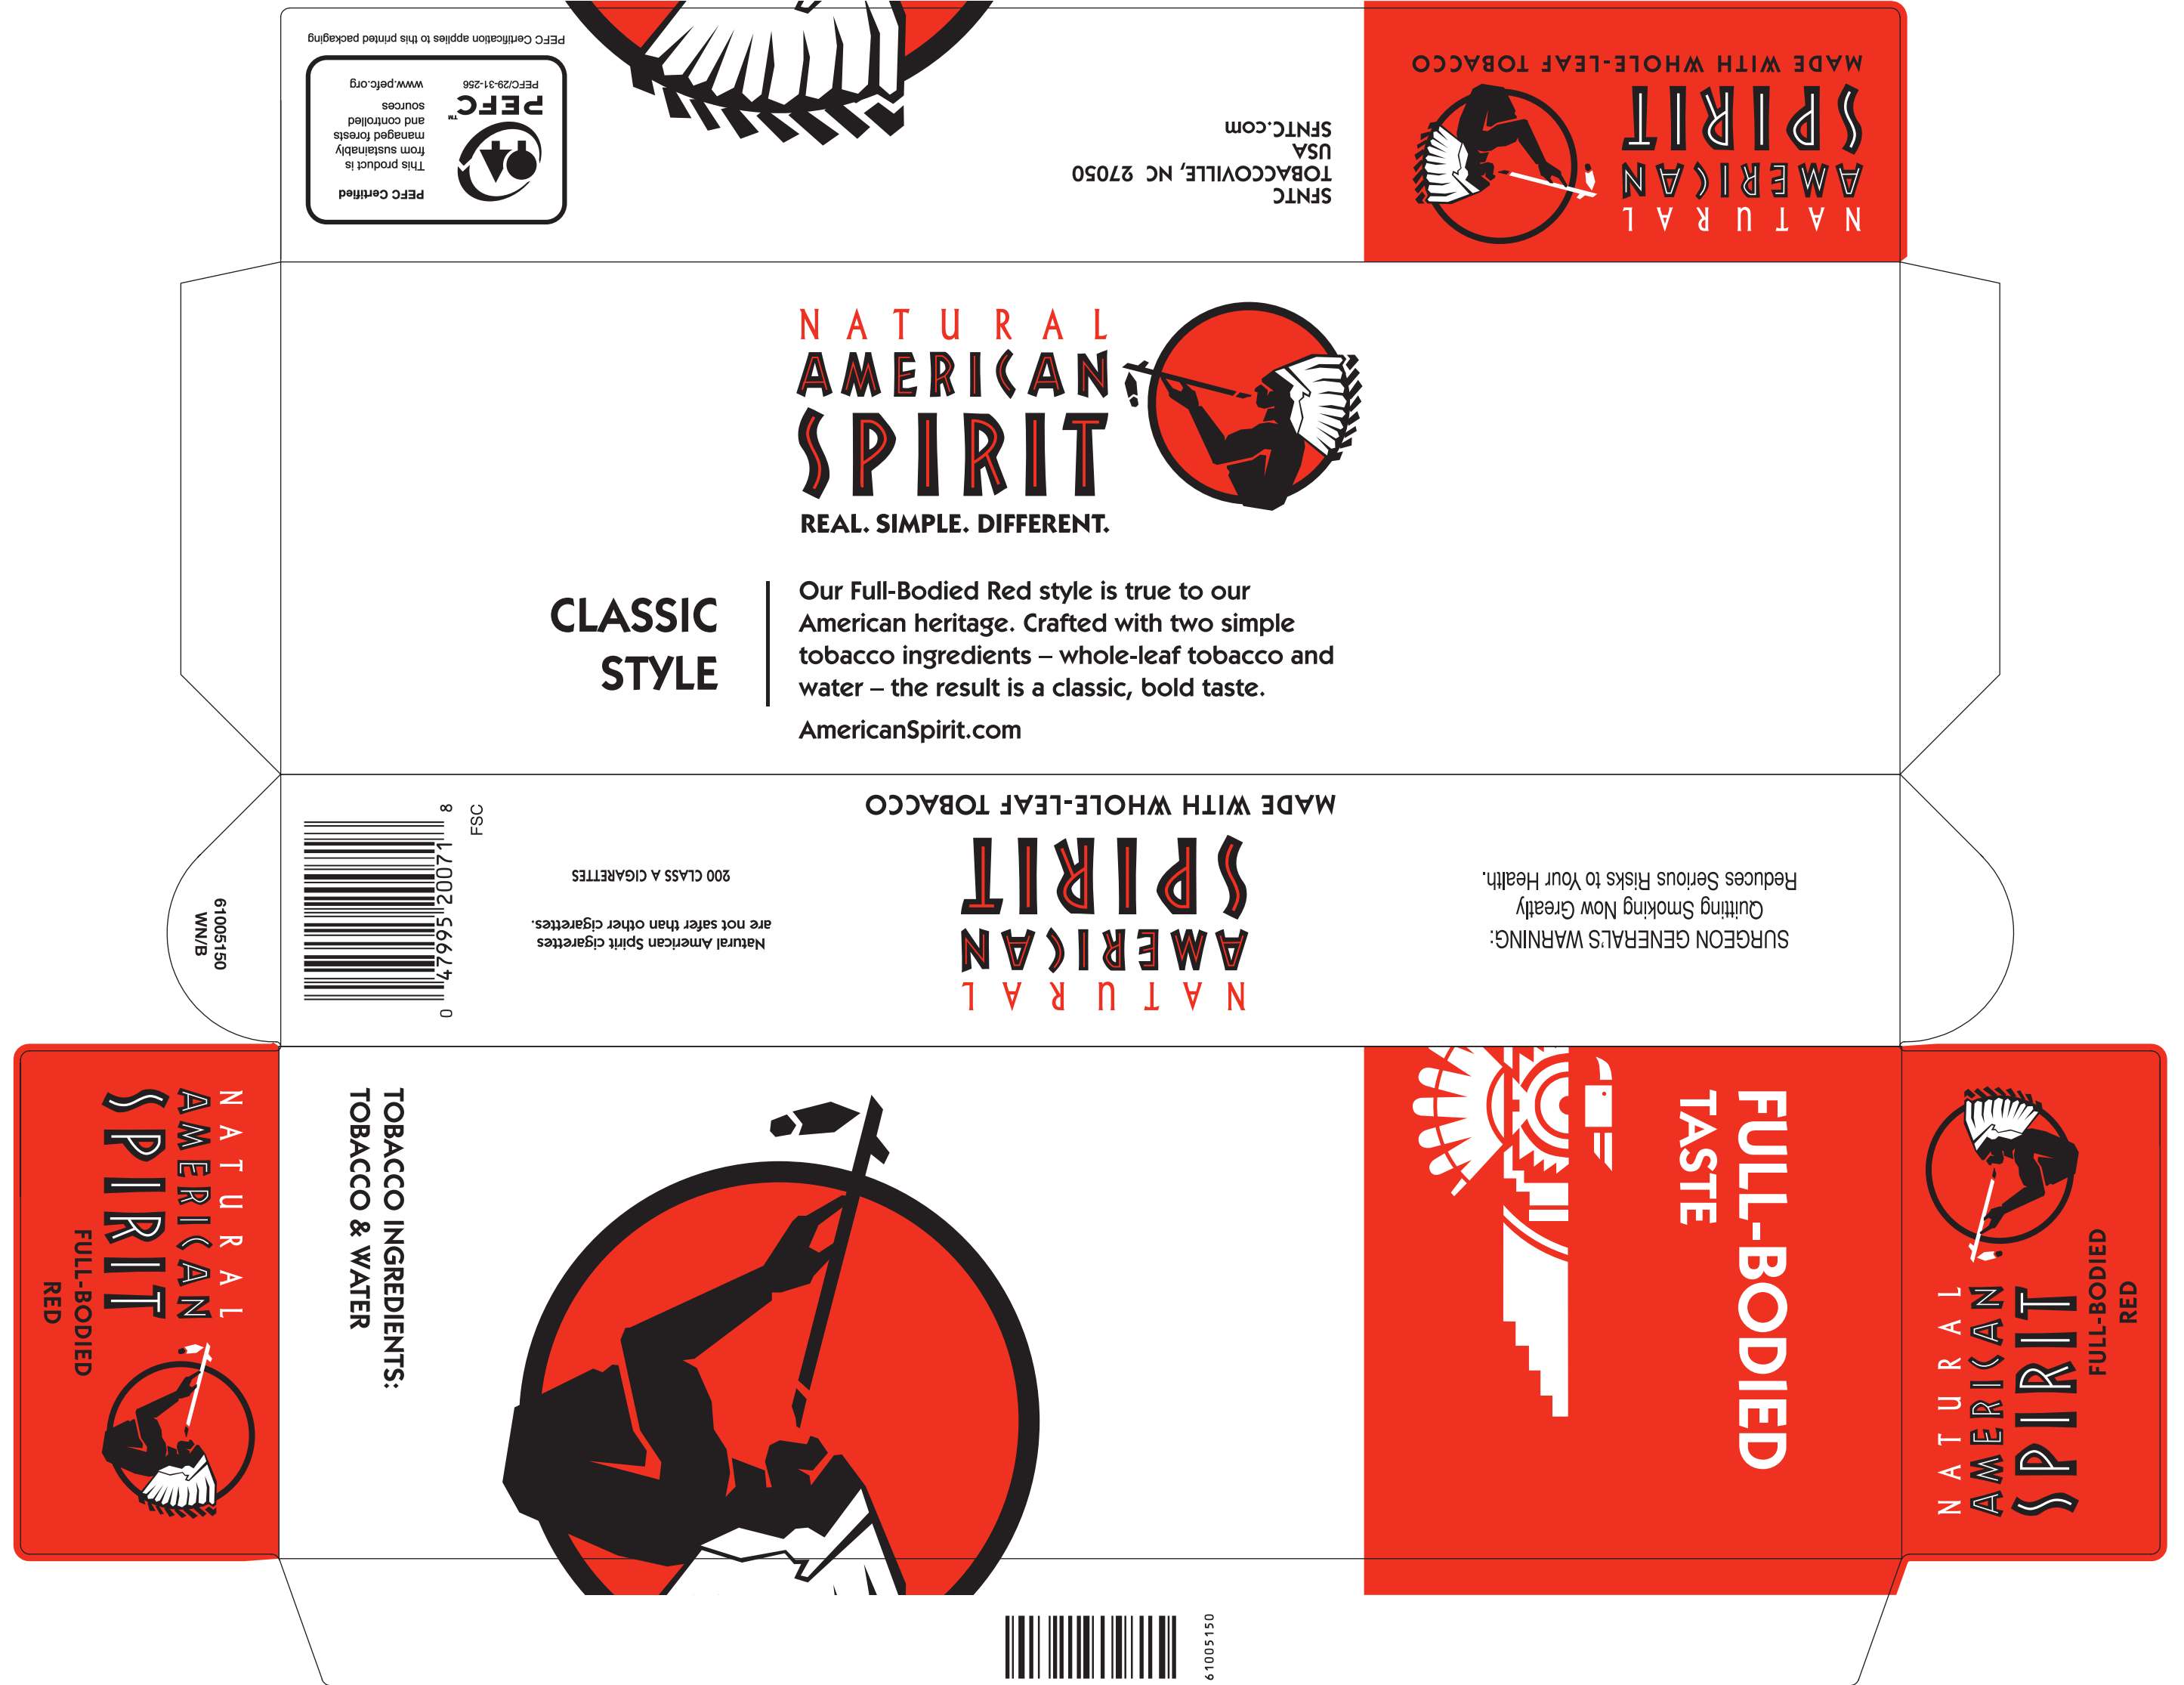 PEFC Certification applies to this printed packaging
PEFC Certified
This product is
from sustainably
managed forests
and controlled
sources
www.pefc.org
PEFC™
PEFC/29-31-256
SFNTC
TOBACCOVILLE, NC 27050
USA
SFNTC.com
NATURAL
AMERICAN
SPIRIT
MADE WITH WHOLE-LEAF TOBACCO
NATURAL
AMERICAN
SPIRIT
REAL. SIMPLE. DIFFERENT.
CLASSIC
STYLE
Our Full-Bodied Red style is true to our
American heritage. Crafted with two simple
tobacco ingredients – whole-leaf tobacco and
water – the result is a classic, bold taste.
AmericanSpirit.com
61005150
WN/B
0 47995 20071 8
FSC
Natural American Spirit cigarettes
are not safer than other cigarettes.
200 CLASS A CIGARETTES
NATURAL
AMERICAN
SPIRIT
MADE WITH WHOLE-LEAF TOBACCO
SURGEON GENERAL'S WARNING:
Quitting Smoking Now Greatly
Reduces Serious Risks to Your Health.
NATURAL
AMERICAN
SPIRIT
FULL-BODIED
RED
TOBACCO INGREDIENTS:
TOBACCO & WATER
FULL-BODIED
TASTE
NATURAL
AMERICAN
SPIRIT
FULL-BODIED
RED
61005150